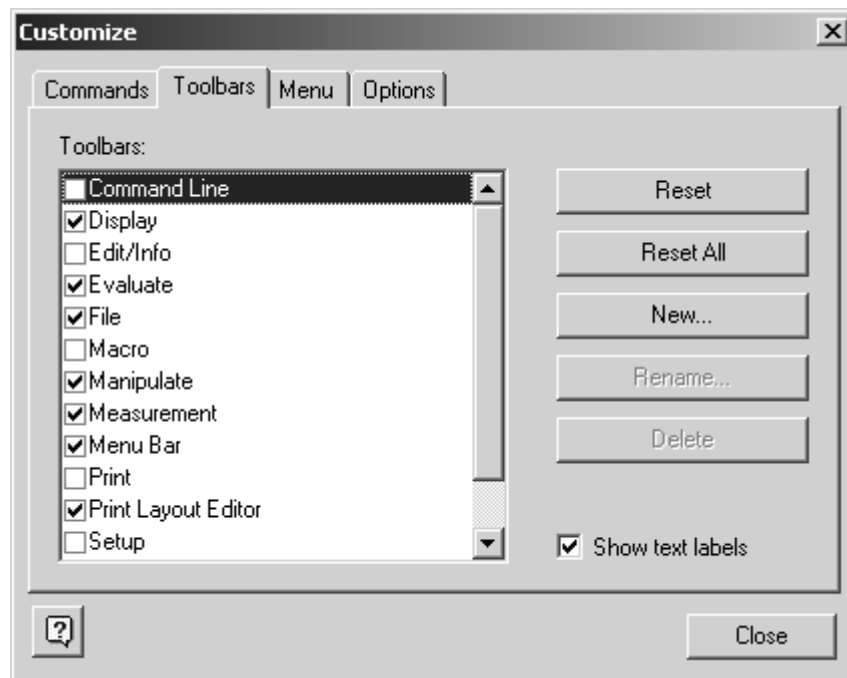 Customize
Commands Toolbars Menu Options
Toolbars:
Command Line
Display
Edit/Info
Evaluate
File
Macro
Manipulate
Measurement
Menu Bar
Print
Print Layout Editor
Setup
Reset
Reset All
New...
Rename...
Delete
Show text labels
?
Close